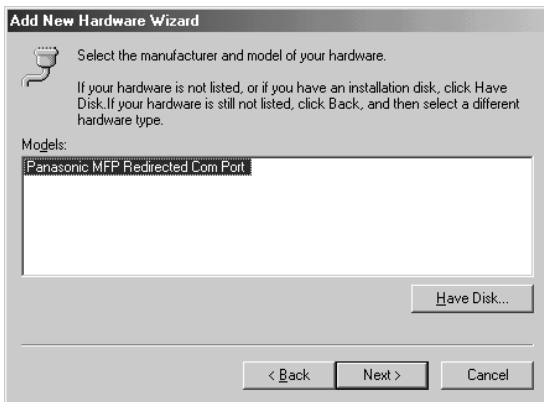 Add New Hardware Wizard
Select the manufacturer and model of your hardware.
If your hardware is not listed, or if you have an installation disk, click Have
Disk.If your hardware is still not listed, click Back, and then select a different
hardware type.
Models:
Panasonic MFP Redirected Com Port
Have Disk...
< Back
Next >
Cancel